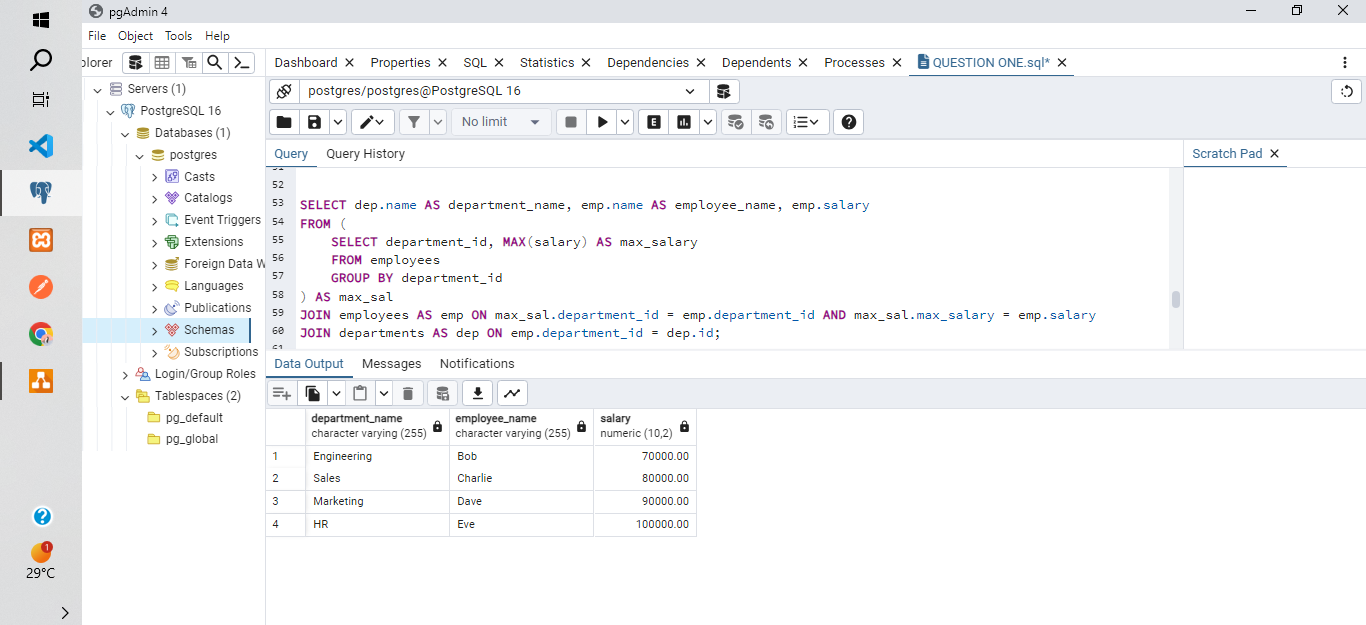 pgAdmin 4
File Object Tools Help
plorer
Dashboard Properties SQL Statistics Dependencies Dependents Processes QUESTION ONE.sql*
Servers (1)
PostgreSQL 16
Databases (1)
postgres
Casts
Catalogs
Event Triggers
Extensions
Foreign Data W
Languages
Publications
Schemas
Subscriptions
Login/Group Roles
Tablespaces (2)
pg_default
pg_global
1
29°C
postgres/postgres@PostgreSQL 16
No limit
E
Query Query History
Scratch Pad
51
52
53 SELECT dep.name AS department_name, emp.name AS employee_name, emp.salary
54 FROM (
55 SELECT department_id, MAX(salary) AS max_salary
56 FROM employees
57 GROUP BY department_id
58 ) AS max_sal
59 JOIN employees AS emp ON max_sal.department_id = emp.department_id AND max_sal.max_salary = emp.salary
60 JOIN departments AS dep ON emp.department_id = dep.id;
61
Data Output Messages Notifications
department_name employee_name salary
character varying (255) character varying (255) numeric (10,2)
1 Engineering Bob 70000.00
2 Sales Charlie 80000.00
3 Marketing Dave 90000.00
4 HR Eve 100000.00